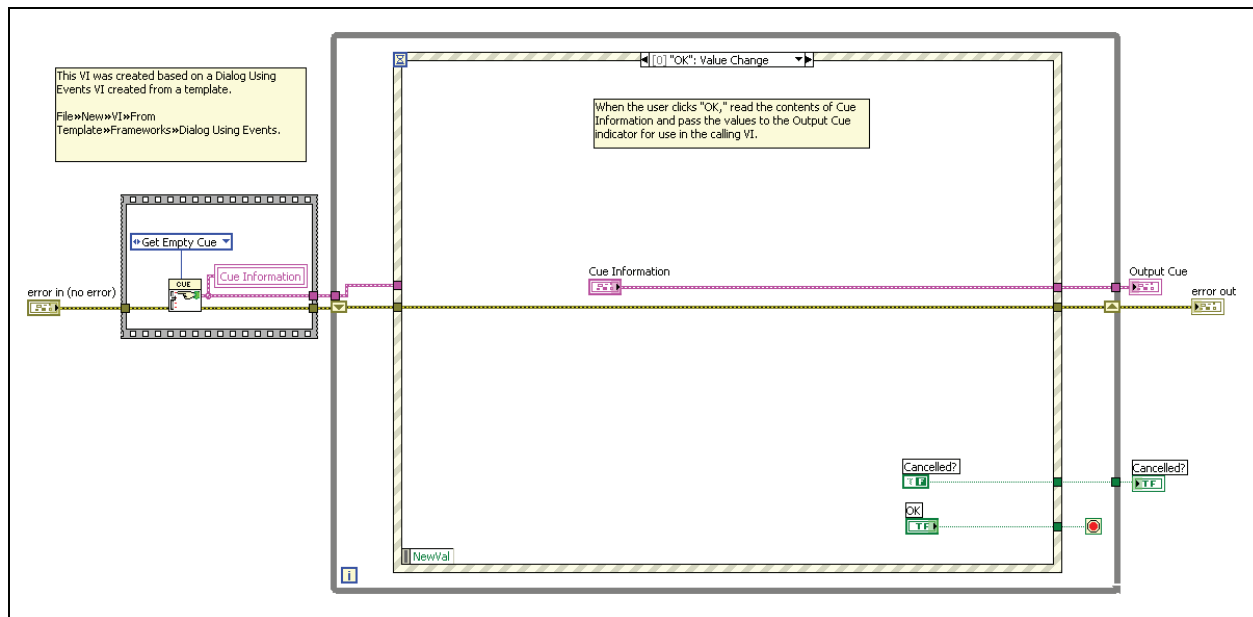 [0] "OK": Value Change
This VI was created based on a Dialog Using
Events VI created from a template.
File»New»VI»From
Template»Frameworks»Dialog Using Events.
When the user clicks "OK," read the contents of Cue
Information and pass the values to the Output Cue
indicator for use in the calling VI.
Get Empty Cue
Cue Information
CUE
error in (no error)
Cue Information
Output Cue
error out
Cancelled?
T F
Cancelled?
TF
OK
TF
NewVal
i